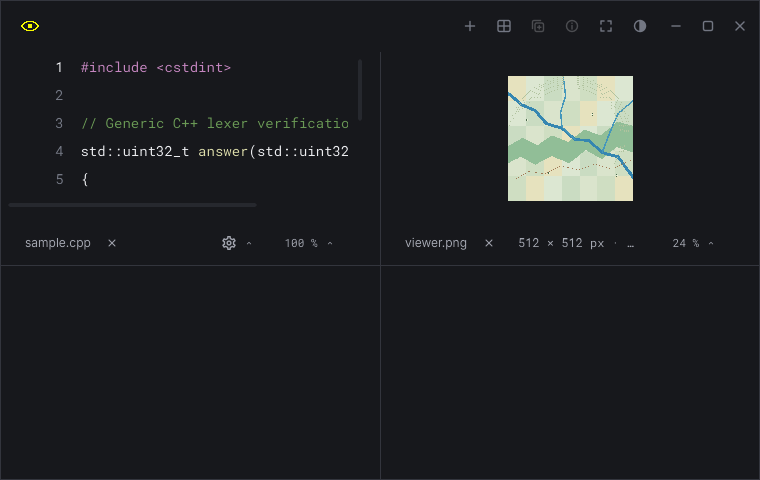 1 #include <cstdint>
2
3 // Generic C++ lexer verificatio
4 std::uint32_t answer(std::uint32
5 {
sample.cpp × 100 %
viewer.png × 512 × 512 px · … 24 %